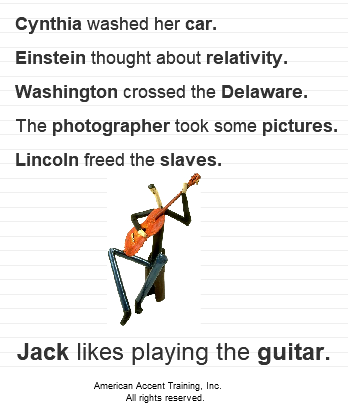 Cynthia washed her car.
Einstein thought about relativity.
Washington crossed the Delaware.
The photographer took some pictures.
Lincoln freed the slaves.
Jack likes playing the guitar.
American Accent Training, Inc.
All rights reserved.